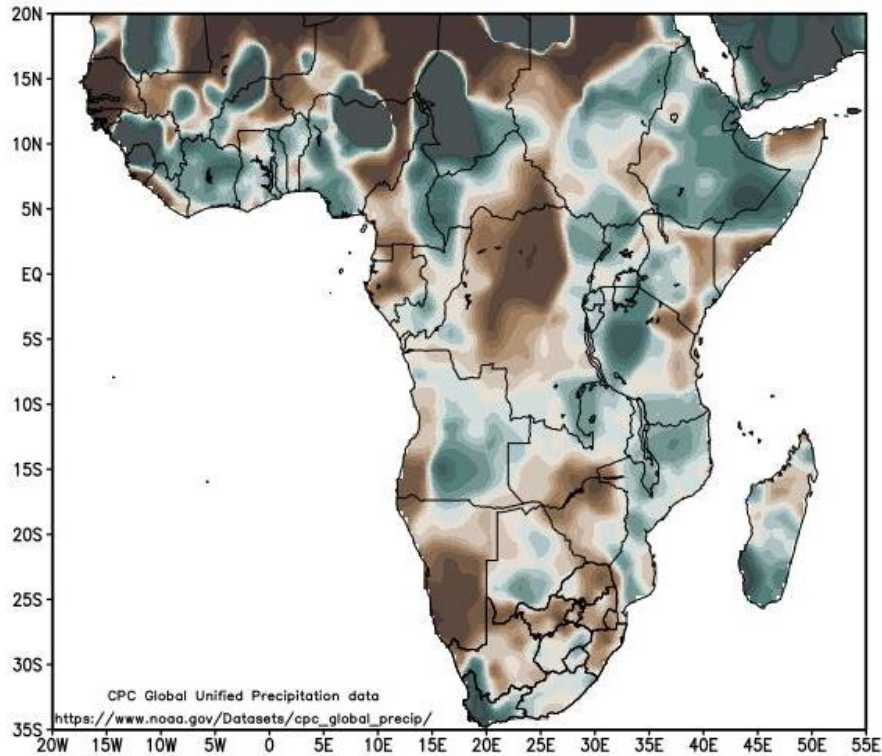 20N
15N
10N
5N
EQ
5S
10S
15S
20S
25S
30S
35S
CPC Global Unified Precipitation data
https://www.noaa.gov/Datasets/cpc_global_precip/
20W 15W 10W 5W 0 5E 10E 15E 20E 25E 30E 35E 40E 45E 50E 55E